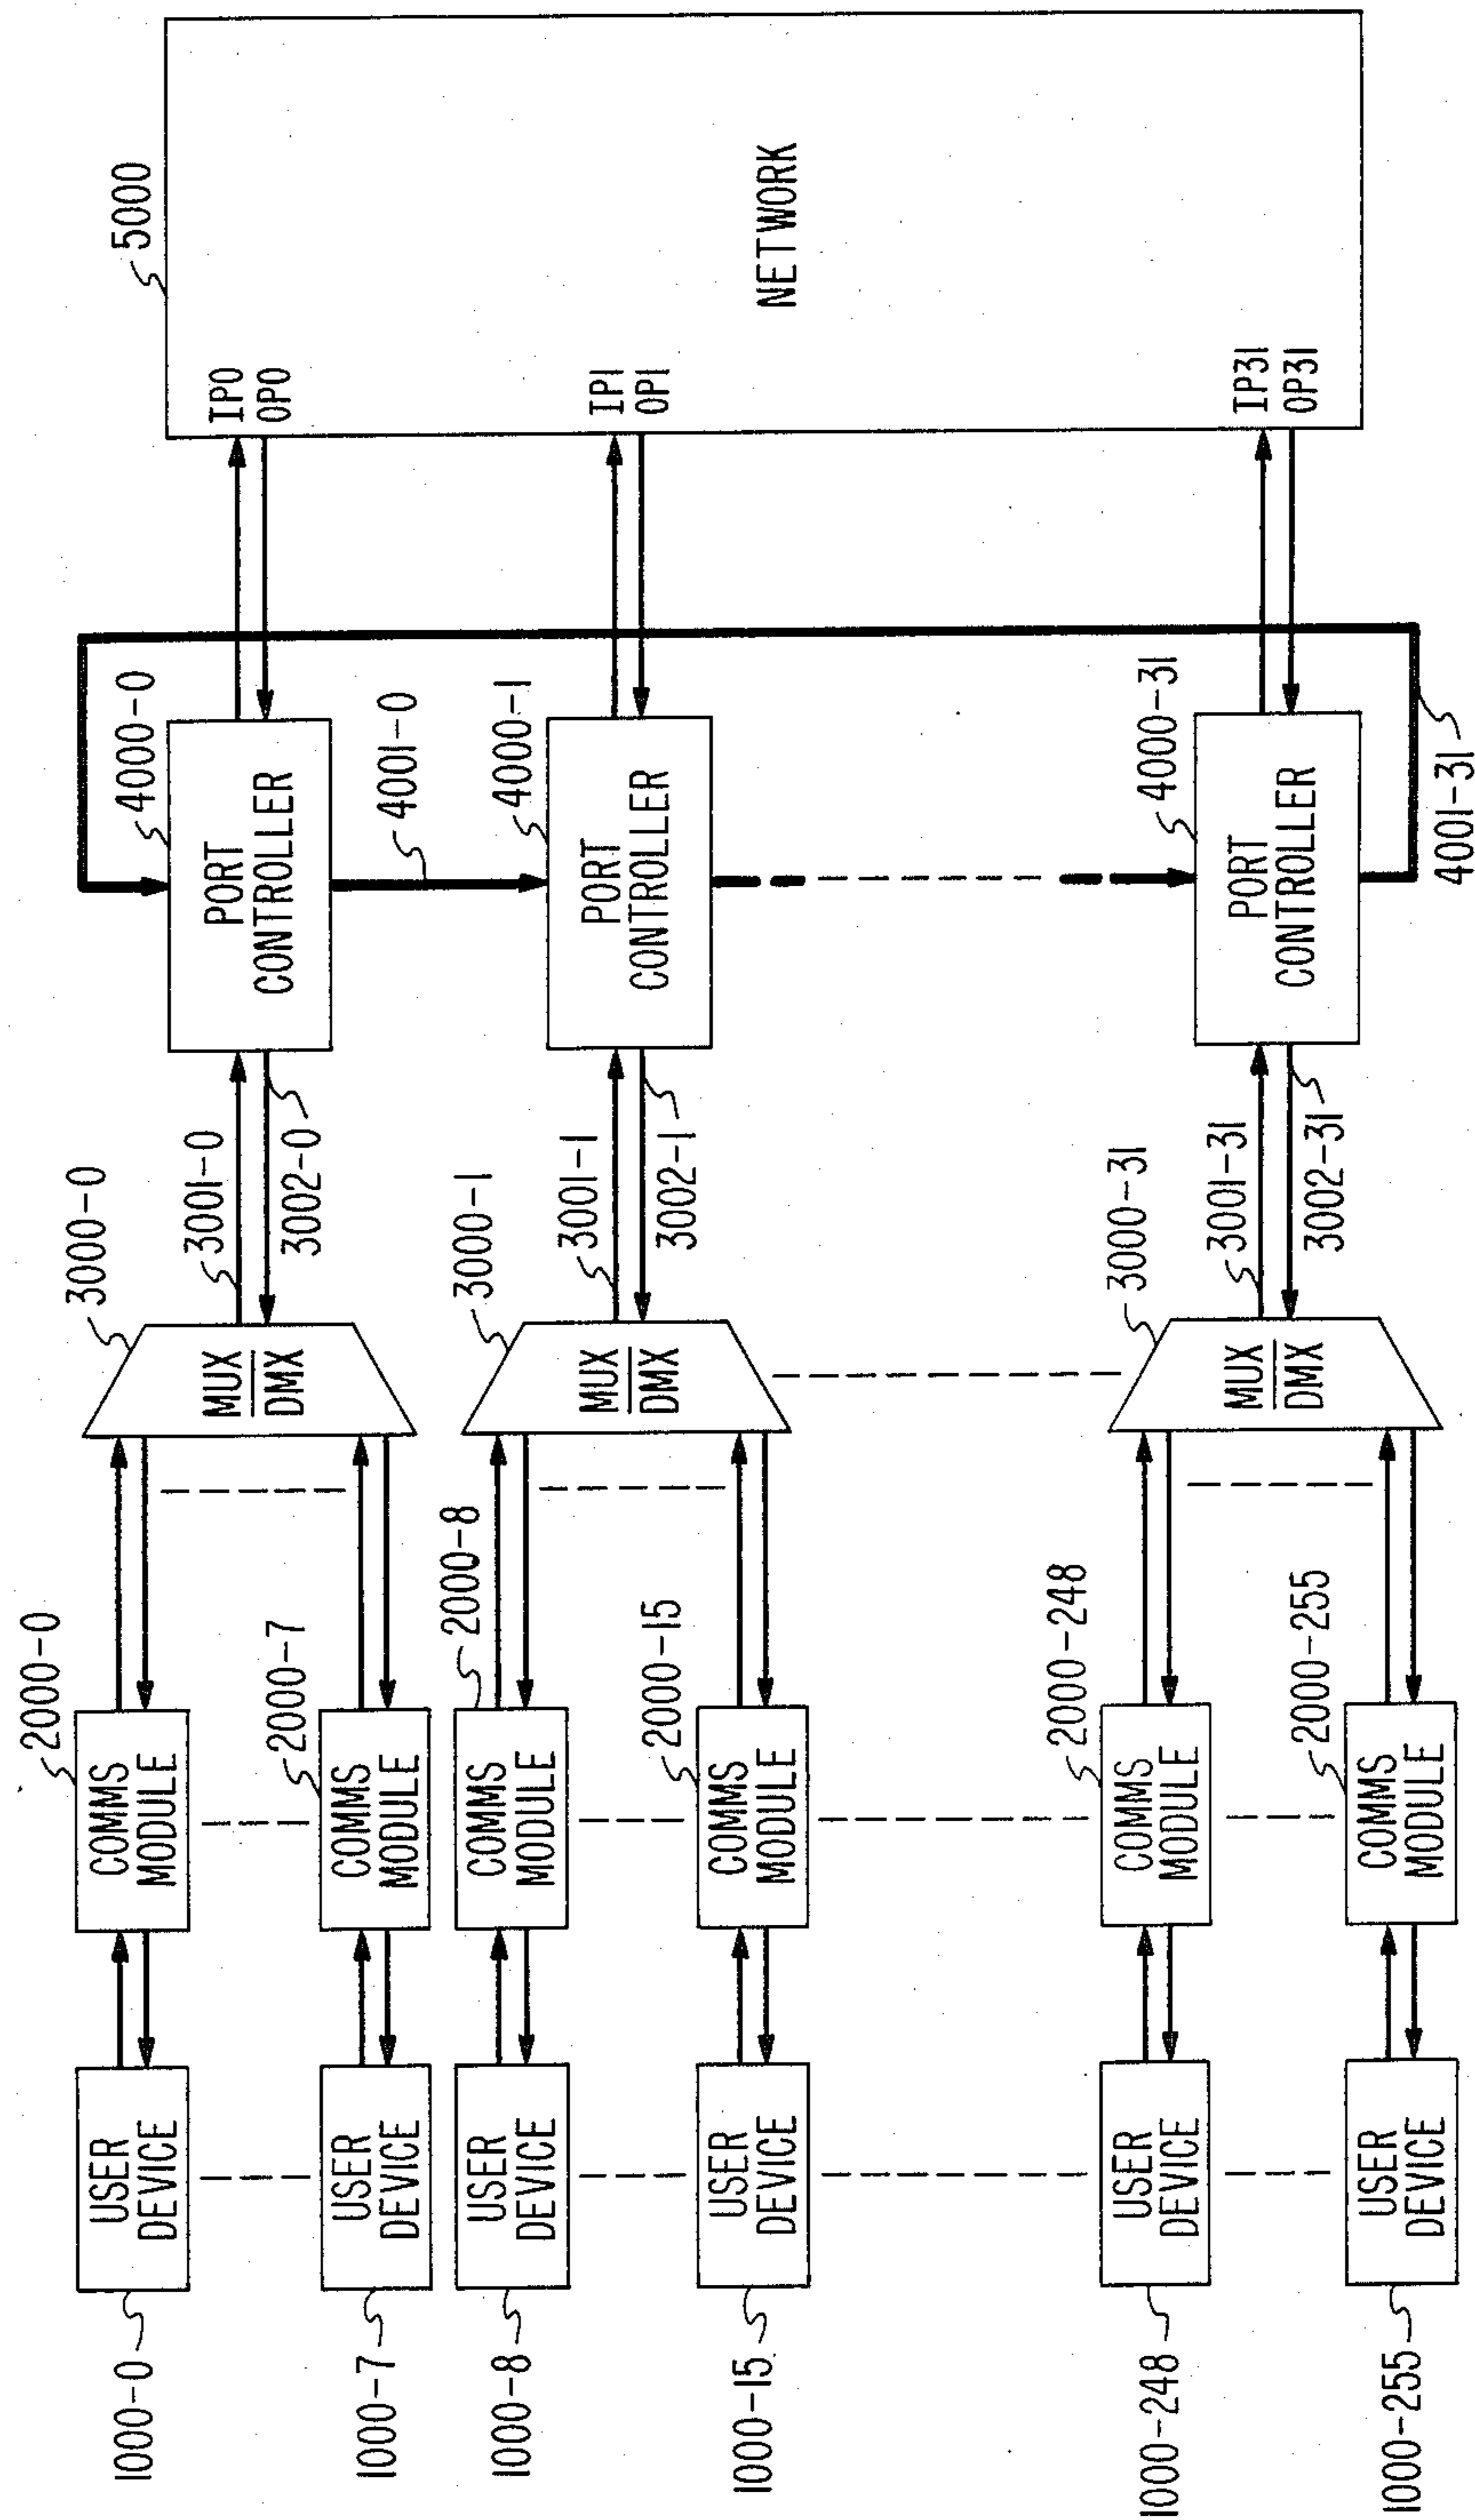 1000-0
USER
DEVICE
2000-0
COMMS
MODULE
3000-0
MUX
DMX
3001-0
3002-0
4000-0
PORT
CONTROLLER
4001-0
IP0
OP0
5000
NETWORK
1000-7
USER
DEVICE
2000-7
COMMS
MODULE
1000-8
USER
DEVICE
2000-8
COMMS
MODULE
3000-1
MUX
DMX
3001-1
3002-1
4000-1
PORT
CONTROLLER
IP1
OP1
1000-15
USER
DEVICE
2000-15
COMMS
MODULE
1000-248
USER
DEVICE
2000-248
COMMS
MODULE
3000-31
MUX
DMX
3001-31
3002-31
4000-31
PORT
CONTROLLER
4001-31
IP31
OP31
1000-255
USER
DEVICE
2000-255
COMMS
MODULE